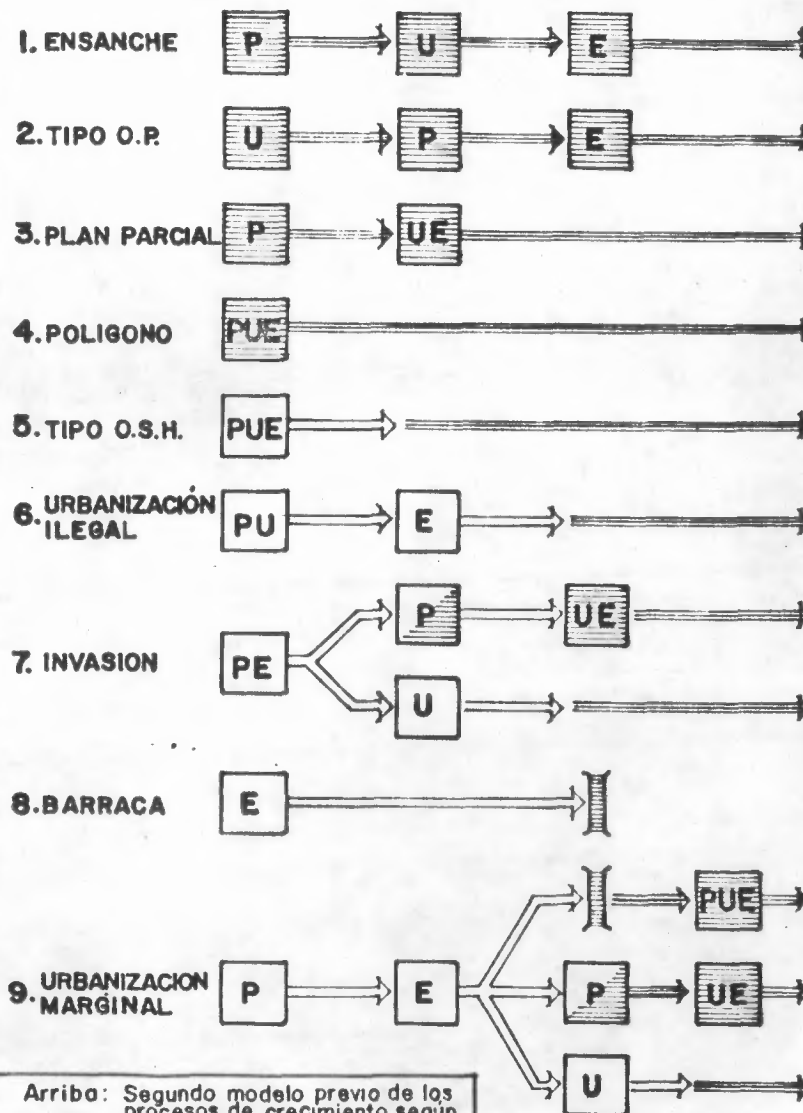 1. ENSANCHE P U E
2. TIPO O.P. U P E
3. PLAN PARCIAL P UE
4. POLIGONO PUE
5. TIPO O.S.H. PUE
6. URBANIZACIÓN
ILEGAL PU E
P UE
7. INVASION PE
U
8. BARRACA E
PUE
9. URBANIZACION
MARGINAL P E P UE
U
Arriba: Segundo modelo previo de los
procesos de crecimiento según